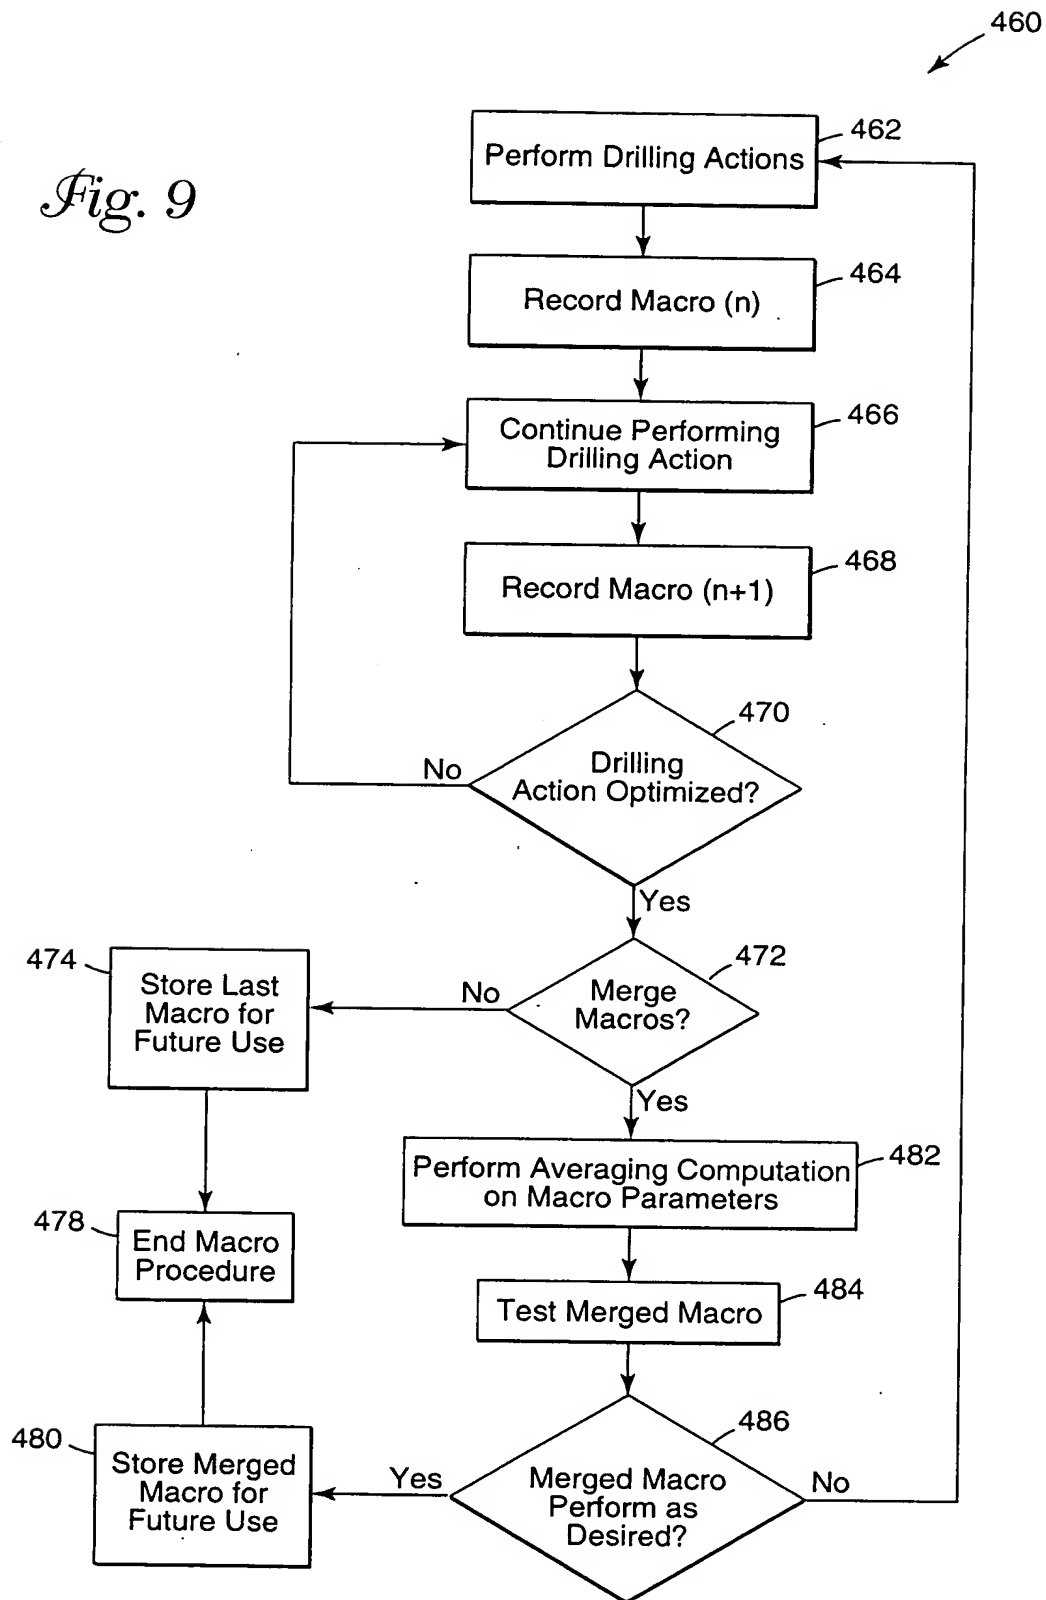 460
Fig. 9
462
Perform Drilling Actions
464
Record Macro (n)
466
Continue Performing
Drilling Action
468
Record Macro (n+1)
470
Drilling
Action Optimized?
No
Yes
472
Merge
Macros?
No
474
Store Last
Macro for
Future Use
Yes
482
Perform Averaging Computation
on Macro Parameters
478
End Macro
Procedure
484
Test Merged Macro
486
Merged Macro
Perform as
Desired?
No
Yes
480
Store Merged
Macro for
Future Use